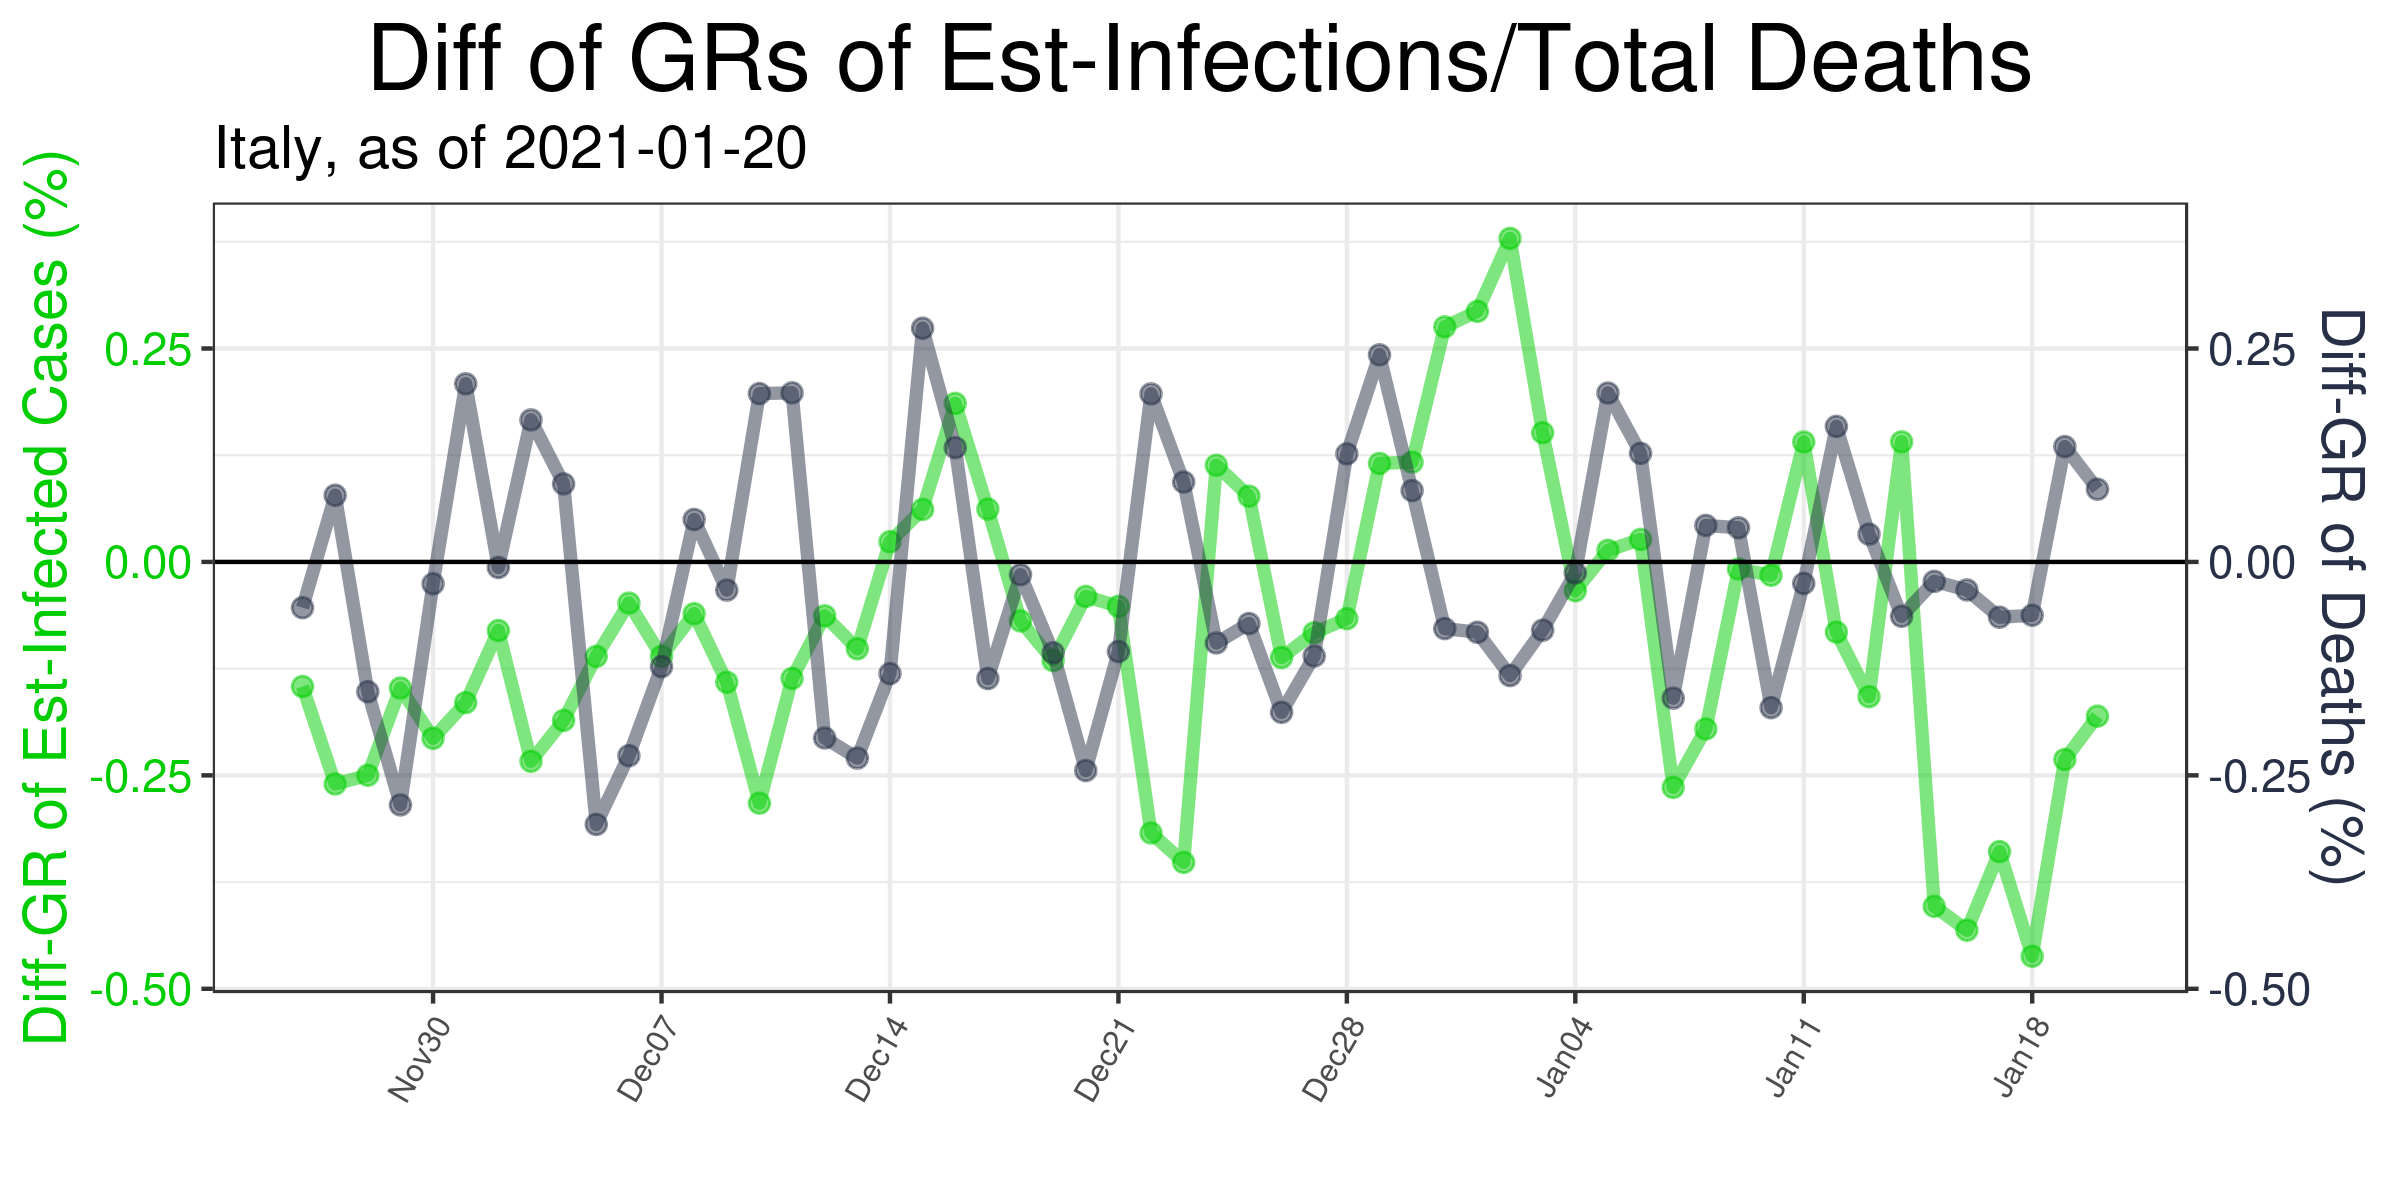 Diff of GRs of Est-Infections/Total Deaths
Italy, as of 2021-01-20
Diff-GR of Est-Infected Cases (%)
0.25
0.00
-0.25
-0.50
0.25
0.00
-0.25
-0.50
Diff-GR of Deaths (%)
Nov30
Dec07
Dec14
Dec21
Dec28
Jan04
Jan11
Jan18